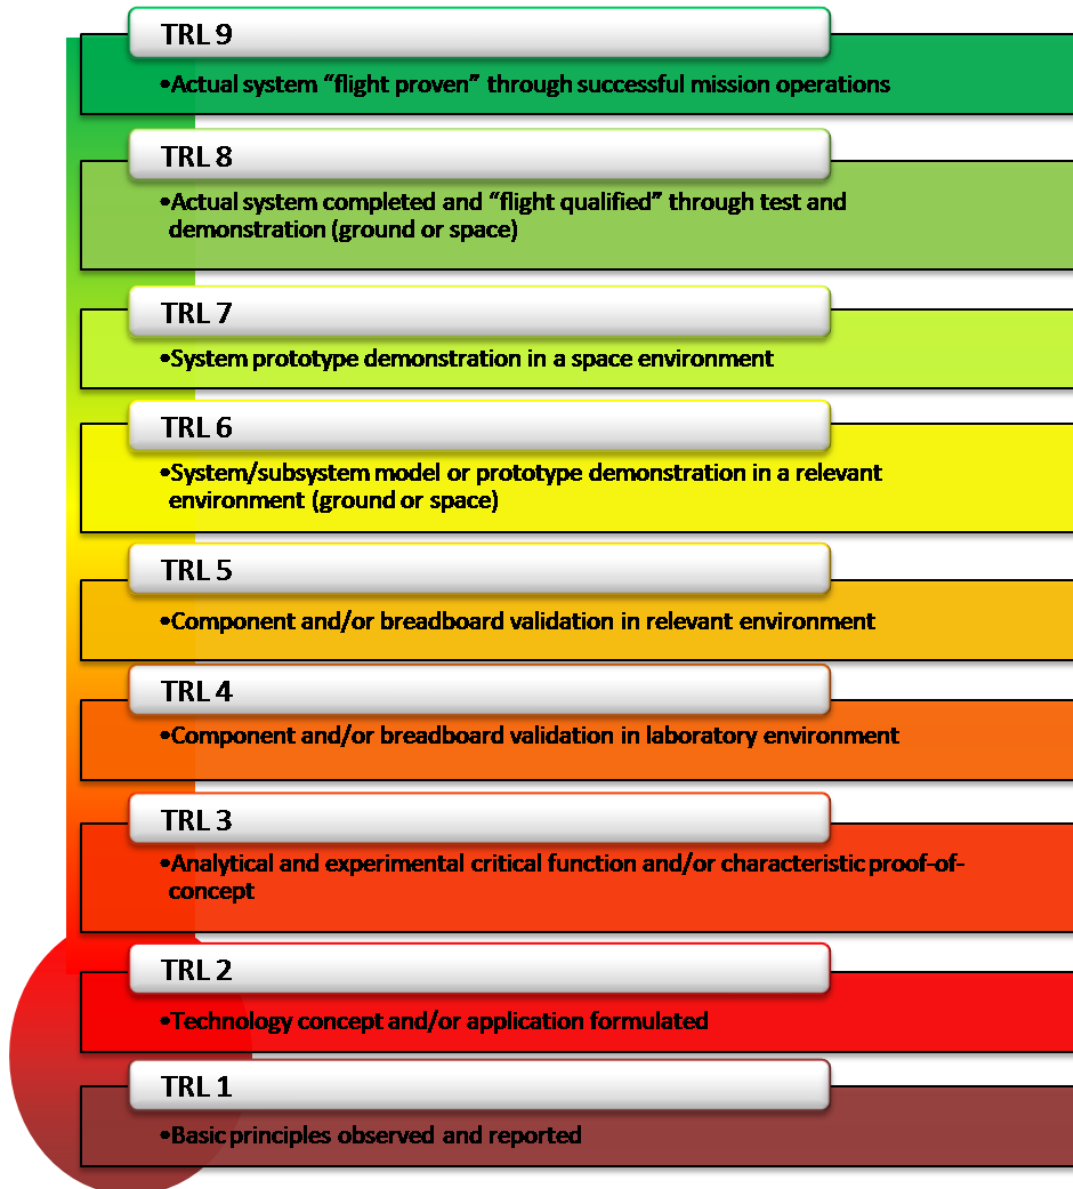 TRL 9
•Actual system “flight proven” through successful mission operations
TRL 8
•Actual system completed and “flight qualified” through test and
demonstration (ground or space)
TRL 7
•System prototype demonstration in a space environment
TRL 6
•System/subsystem model or prototype demonstration in a relevant
environment (ground or space)
TRL 5
•Component and/or breadboard validation in relevant environment
TRL 4
•Component and/or breadboard validation in laboratory environment
TRL 3
•Analytical and experimental critical function and/or characteristic proof-of-
concept
TRL 2
•Technology concept and/or application formulated
TRL 1
•Basic principles observed and reported